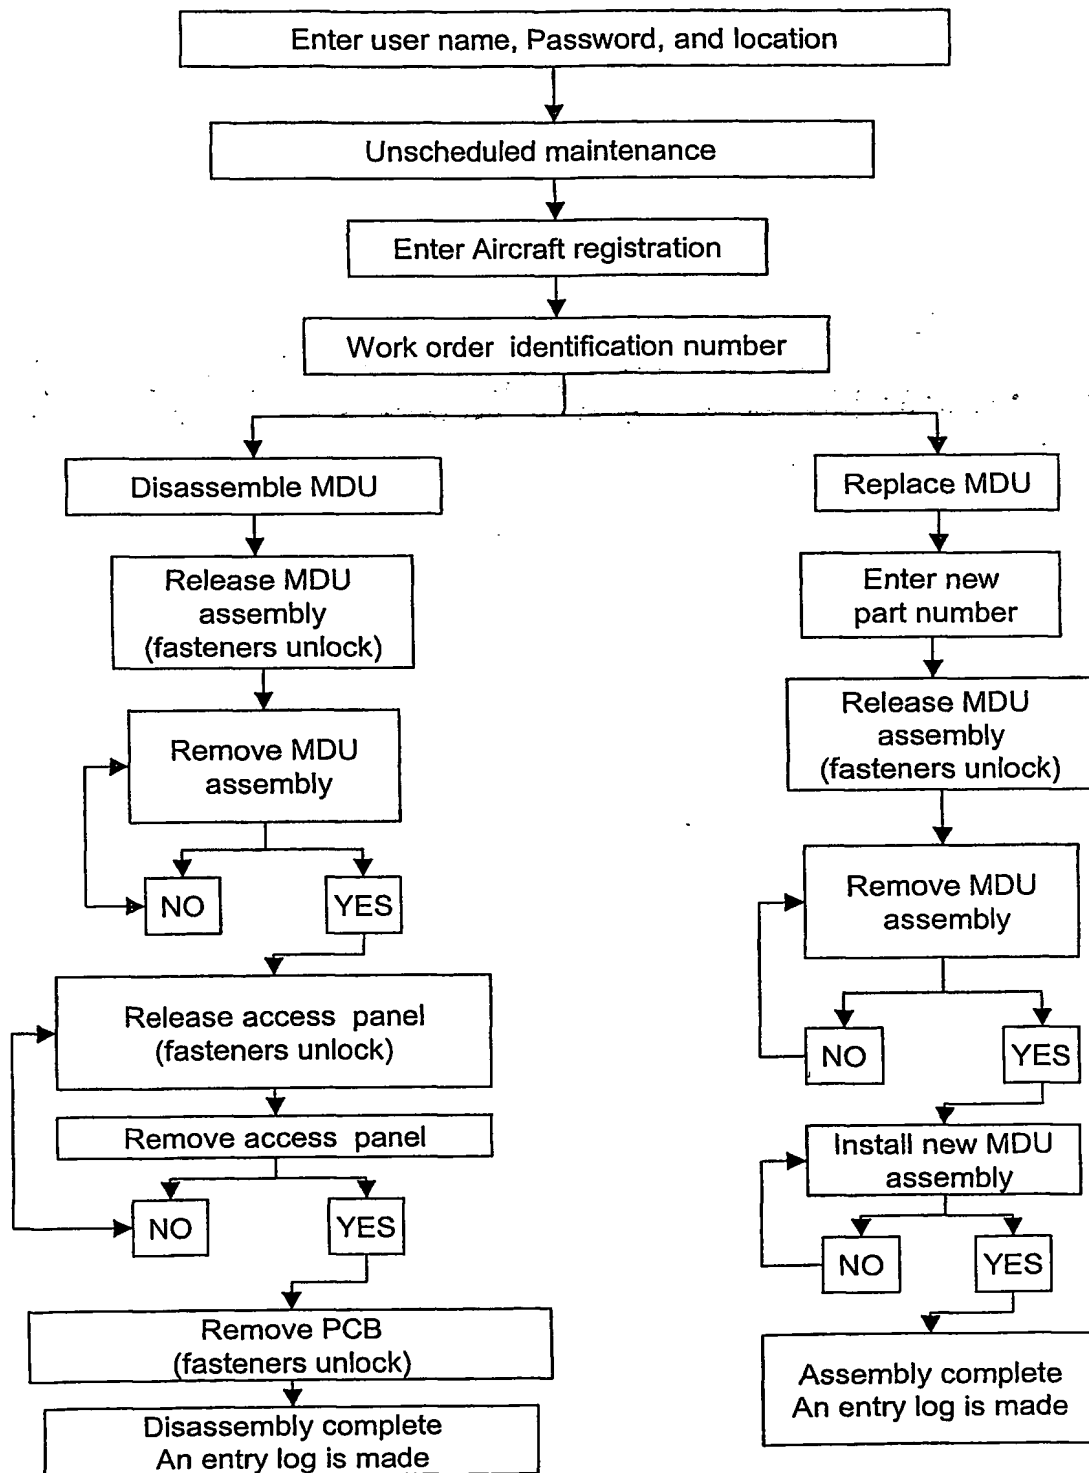 Enter user name, Password, and location
Unscheduled maintenance
Enter Aircraft registration
Work order identification number
Disassemble MDU
Release MDU
assembly
(fasteners unlock)
Remove MDU
assembly
NO
YES
Release access panel
(fasteners unlock)
Remove access panel
NO
YES
Remove PCB
(fasteners unlock)
Disassembly complete
An entry log is made
Replace MDU
Enter new
part number
Release MDU
assembly
(fasteners unlock)
Remove MDU
assembly
NO
YES
Install new MDU
assembly
NO
YES
Assembly complete
An entry log is made